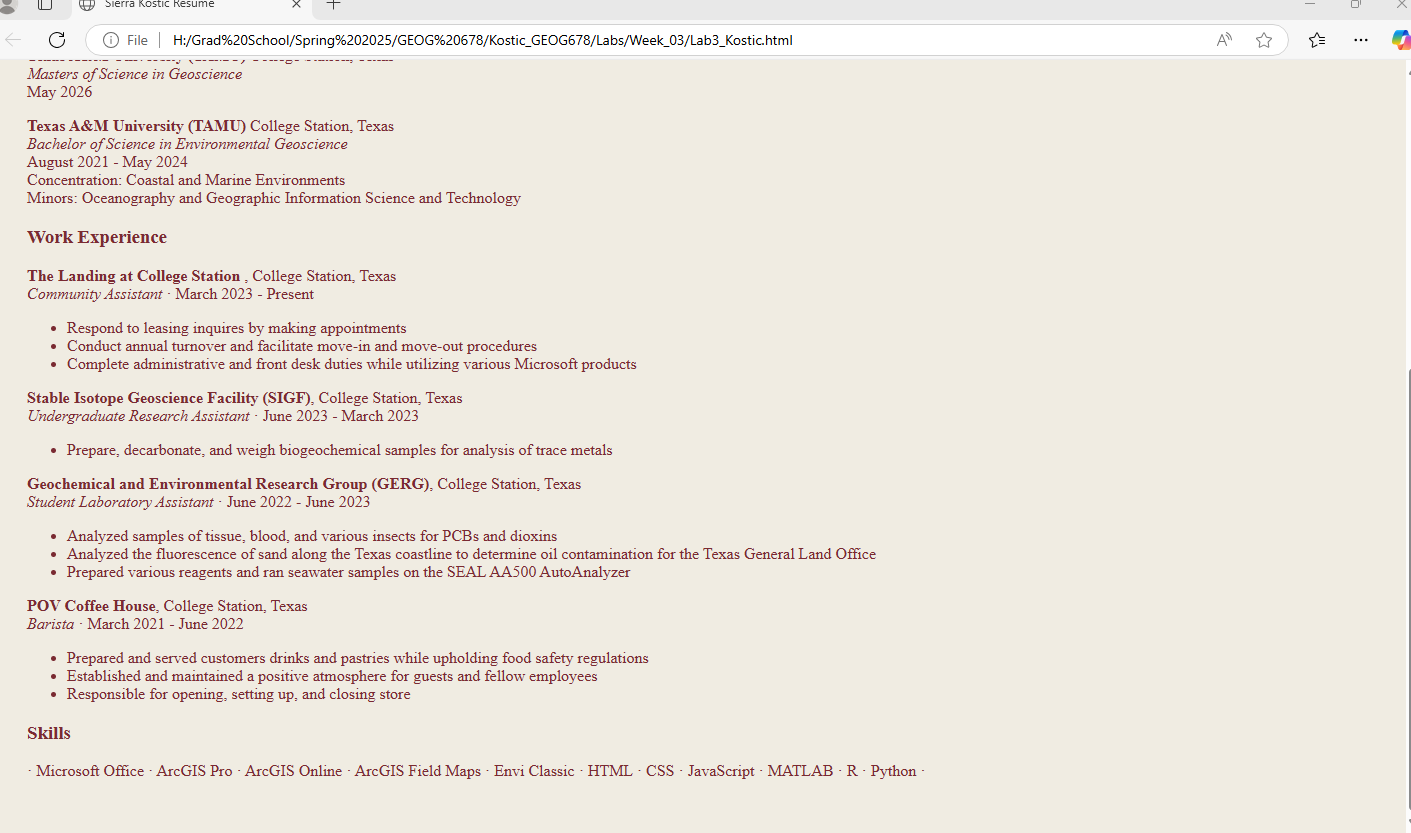 Sierra Kostic Resume
File
H:/Grad%20School/Spring%202025/GEOG%20678/Kostic_GEOG678/Labs/Week_03/Lab3_Kostic.html
Masters of Science in Geoscience
May 2026
Texas A&M University (TAMU) College Station, Texas
Bachelor of Science in Environmental Geoscience
August 2021 - May 2024
Concentration: Coastal and Marine Environments
Minors: Oceanography and Geographic Information Science and Technology
Work Experience
The Landing at College Station , College Station, Texas
Community Assistant · March 2023 - Present
• Respond to leasing inquires by making appointments
• Conduct annual turnover and facilitate move-in and move-out procedures
• Complete administrative and front desk duties while utilizing various Microsoft products
Stable Isotope Geoscience Facility (SIGF), College Station, Texas
Undergraduate Research Assistant · June 2023 - March 2023
• Prepare, decarbonate, and weigh biogeochemical samples for analysis of trace metals
Geochemical and Environmental Research Group (GERG), College Station, Texas
Student Laboratory Assistant · June 2022 - June 2023
• Analyzed samples of tissue, blood, and various insects for PCBs and dioxins
• Analyzed the fluorescence of sand along the Texas coastline to determine oil contamination for the Texas General Land Office
• Prepared various reagents and ran seawater samples on the SEAL AA500 AutoAnalyzer
POV Coffee House, College Station, Texas
Barista · March 2021 - June 2022
• Prepared and served customers drinks and pastries while upholding food safety regulations
• Established and maintained a positive atmosphere for guests and fellow employees
• Responsible for opening, setting up, and closing store
Skills
· Microsoft Office · ArcGIS Pro · ArcGIS Online · ArcGIS Field Maps · Envi Classic · HTML · CSS · JavaScript · MATLAB · R · Python ·